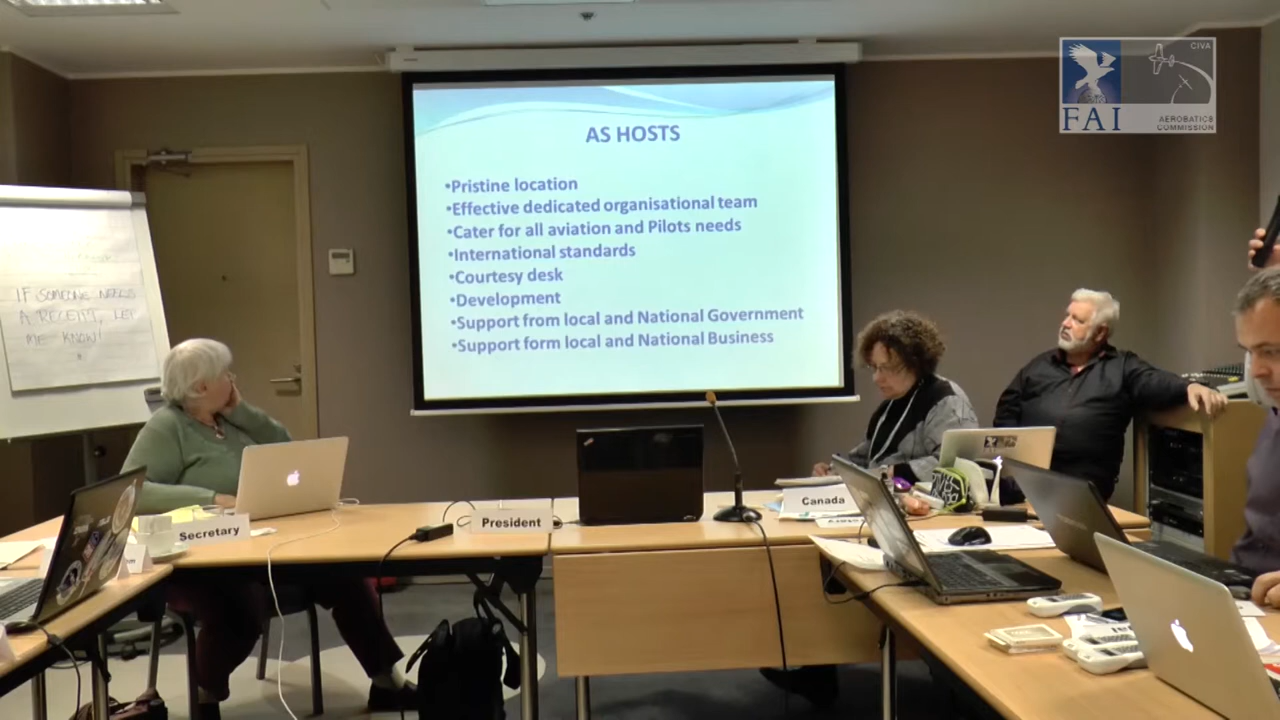 CIVA
FAI
AEROBATICS
COMMISSION
AS HOSTS
•Pristine location
•Effective dedicated organisational team
•Cater for all aviation and Pilots needs
•International standards
•Courtesy desk
•Development
•Support from local and National Government
•Support form local and National Business
IF SOMEONE NEEDS
A RECEIPT, LET
ME KNOW!
Secretary
President
Canada